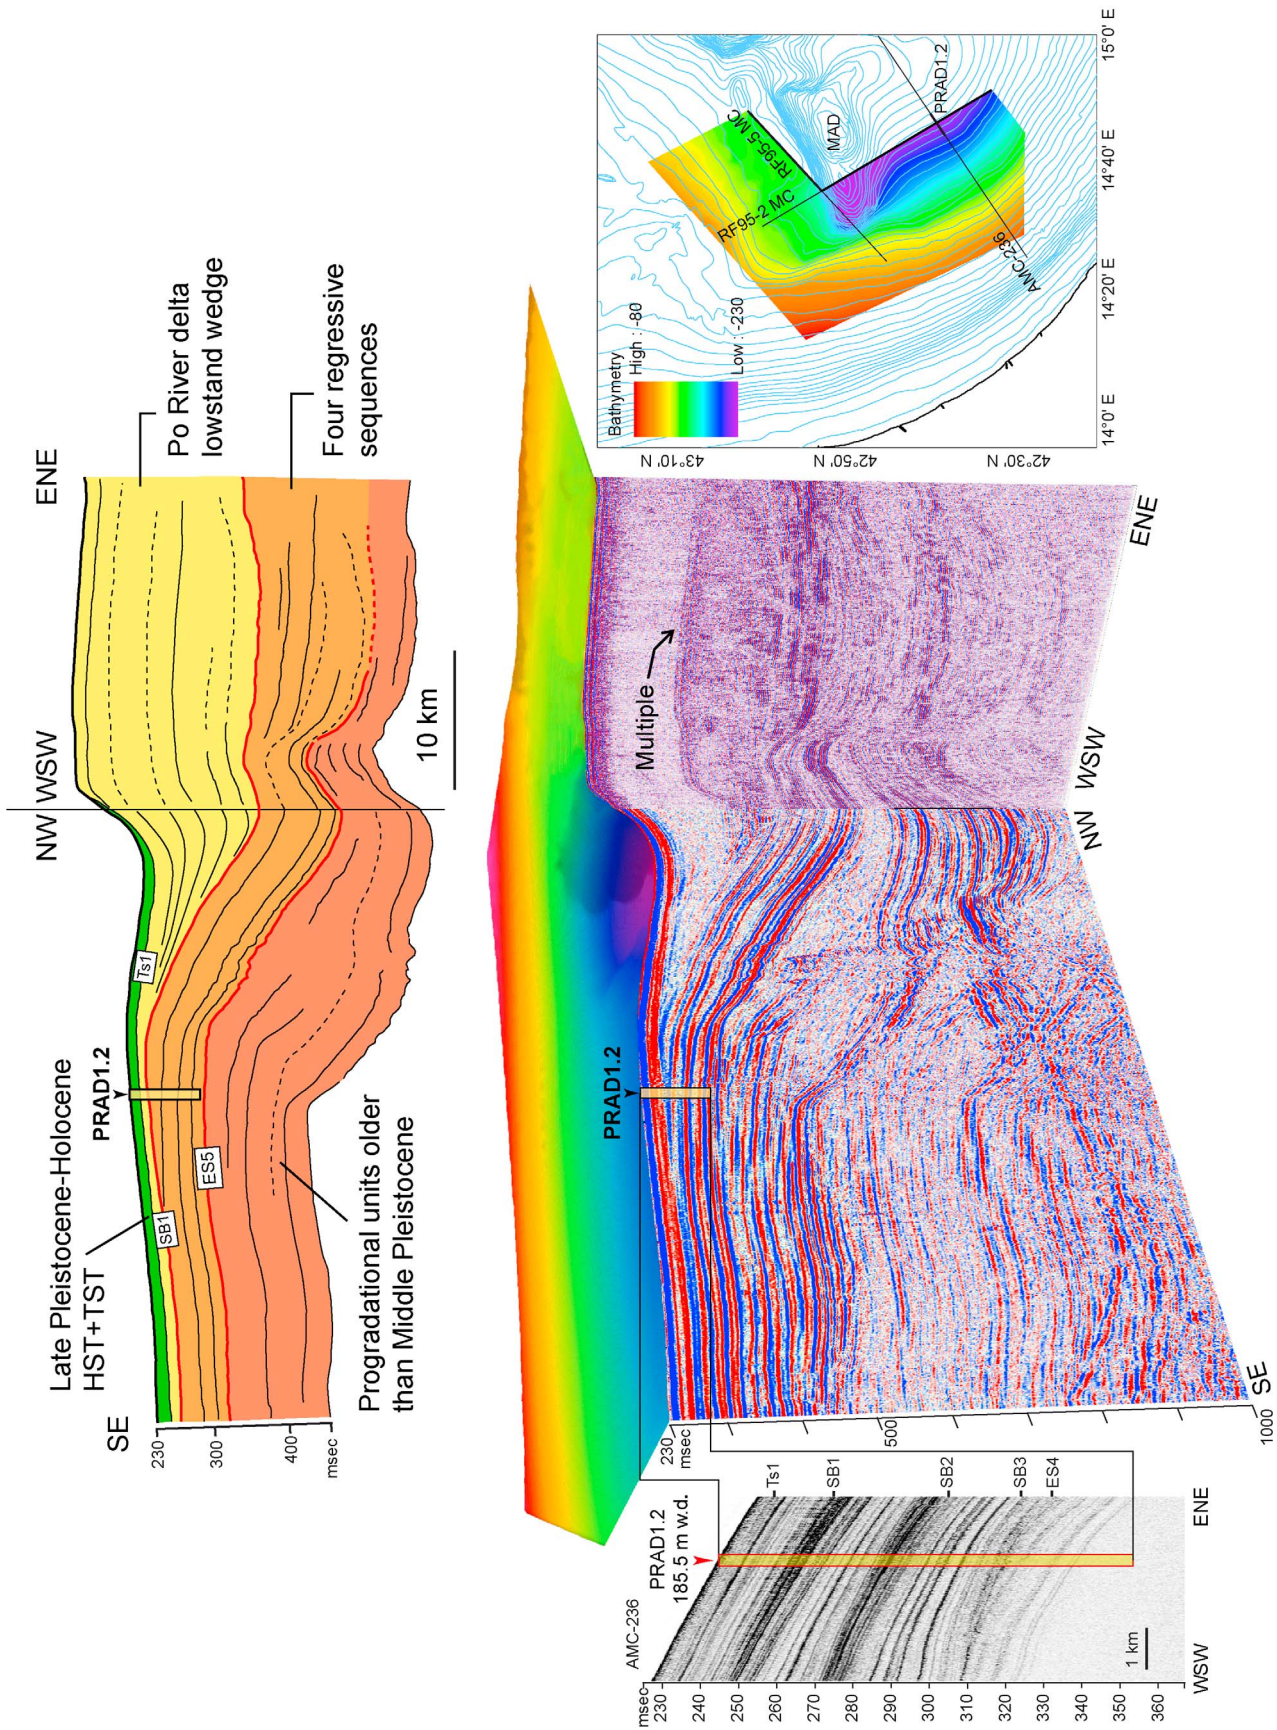 SE
NW
WSW
ENE
Late Pleistocene-Holocene
HST+TST
PRAD1.2
Po River delta
lowstand wedge
Four regressive
sequences
Ts1
SB1
ES5
230
300
400
msec
Progradational units older
than Middle Pleistocene
10 km
PRAD1.2
Multiple
230
msec
500
1000
SE
NW
WSW
ENE
AMC-236
PRAD1.2
185.5 m w.d.
msec
230
240
250
260
270
280
290
300
310
320
330
340
350
360
Ts1
SB1
SB2
SB3
ES4
1 km
WSW
ENE
Bathymetry
High : -80
Low : -230
RF95-5 MC
RF95-2 MC
MAD
PRAD1.2
AMC-236
43°10' N
42°50' N
42°30' N
14°0' E
14°20' E
14°40' E
15°0' E